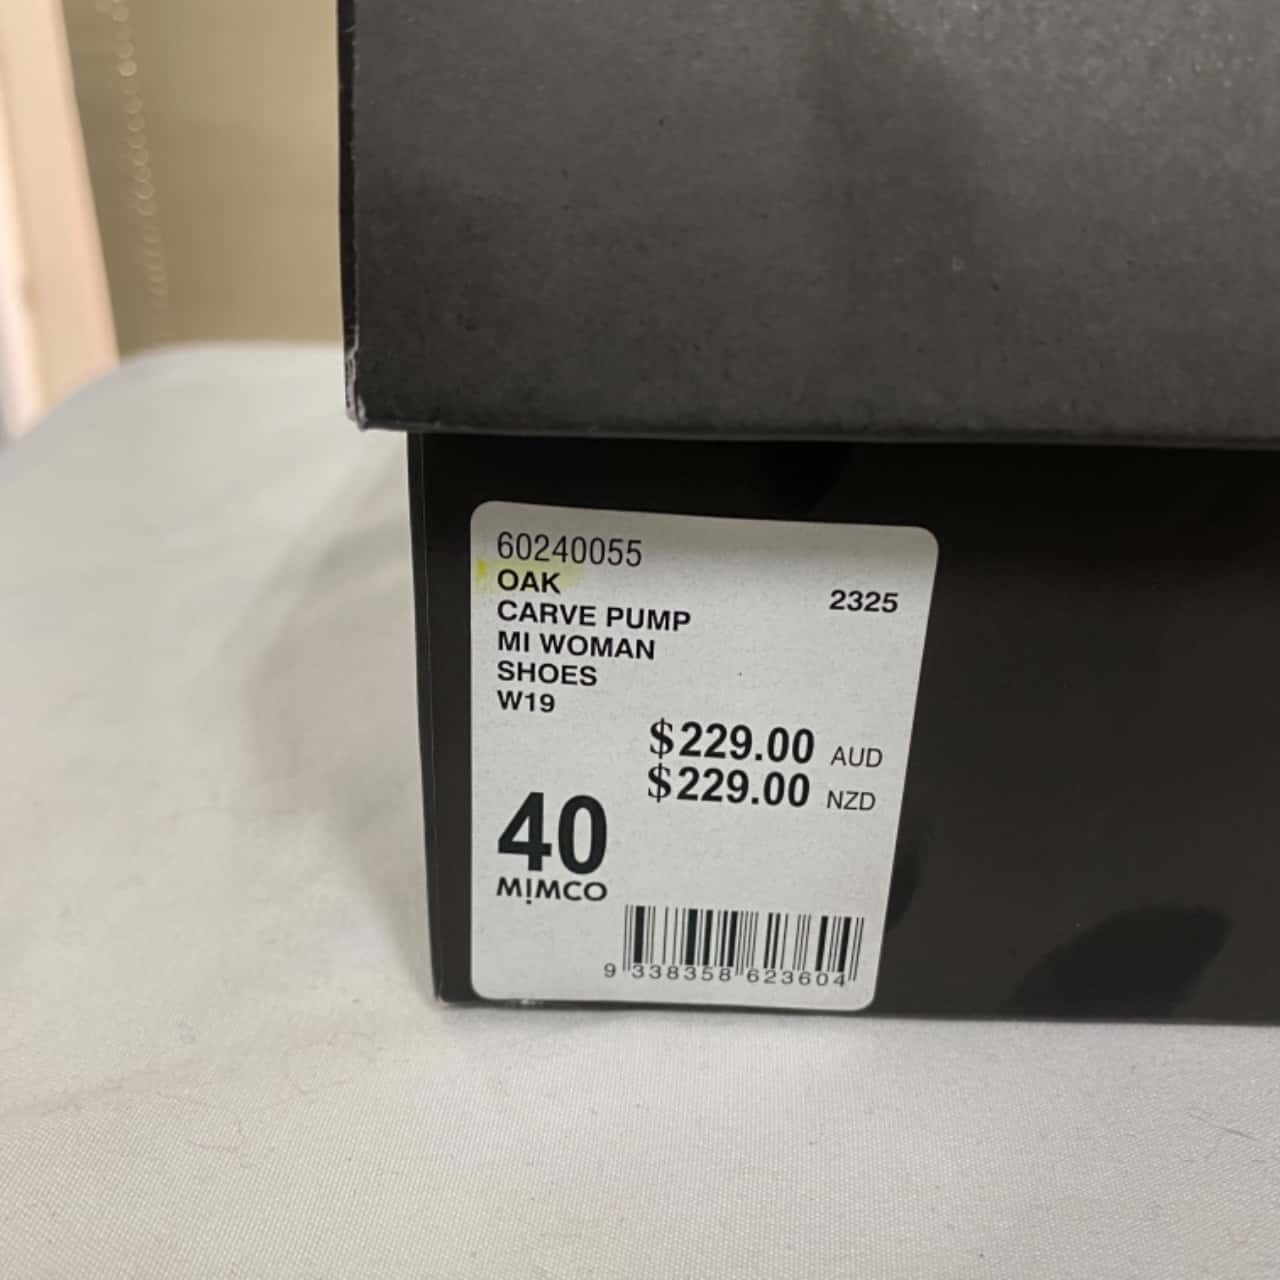 60240055
OAK
2325
CARVE PUMP
MI WOMAN
SHOES
W19
$229.00 AUD
$229.00 NZD
40
MIMCO
9 338358 623604